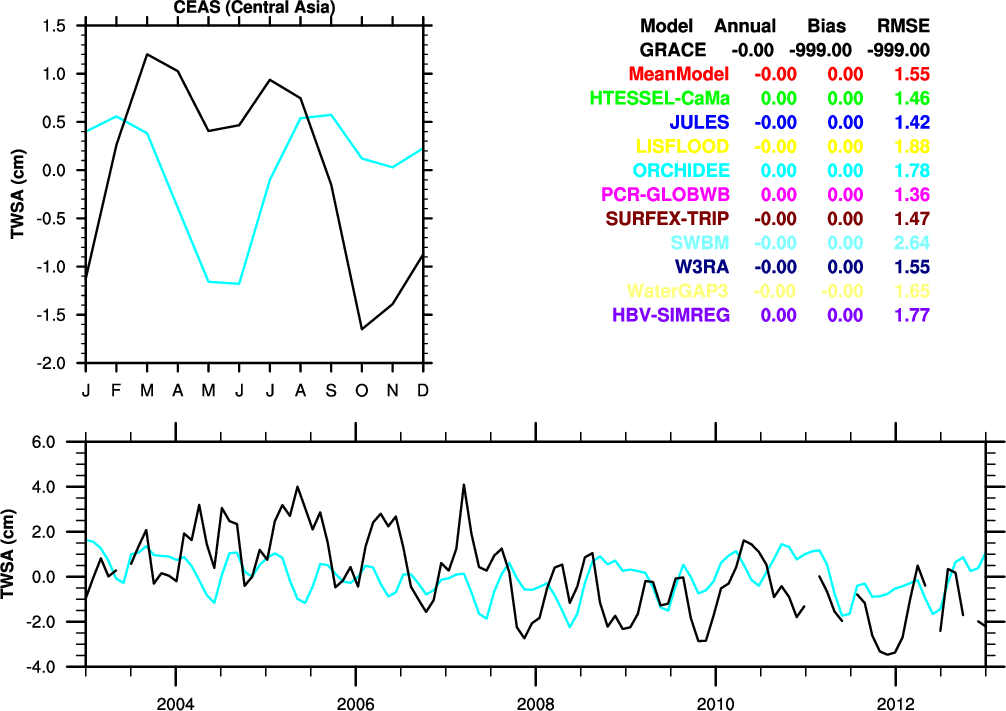 CEAS (Central Asia)
1.5
1.0
0.5
0.0
-0.5
-1.0
-1.5
-2.0
TWSA (cm)
J F M A M J J A S O N D
Model Annual Bias RMSE
GRACE -0.00 -999.00 -999.00
MeanModel -0.00 0.00 1.55
HTESSEL-CaMa 0.00 0.00 1.46
JULES -0.00 0.00 1.42
LISFLOOD -0.00 0.00 1.88
ORCHIDEE 0.00 0.00 1.78
PCR-GLOBWB 0.00 0.00 1.36
SURFEX-TRIP -0.00 0.00 1.47
SWBM -0.00 0.00 2.64
W3RA -0.00 0.00 1.55
WaterGAP3 -0.00 -0.00 1.65
HBV-SIMREG 0.00 0.00 1.77
6.0
4.0
2.0
0.0
-2.0
-4.0
TWSA (cm)
2004 2006 2008 2010 2012